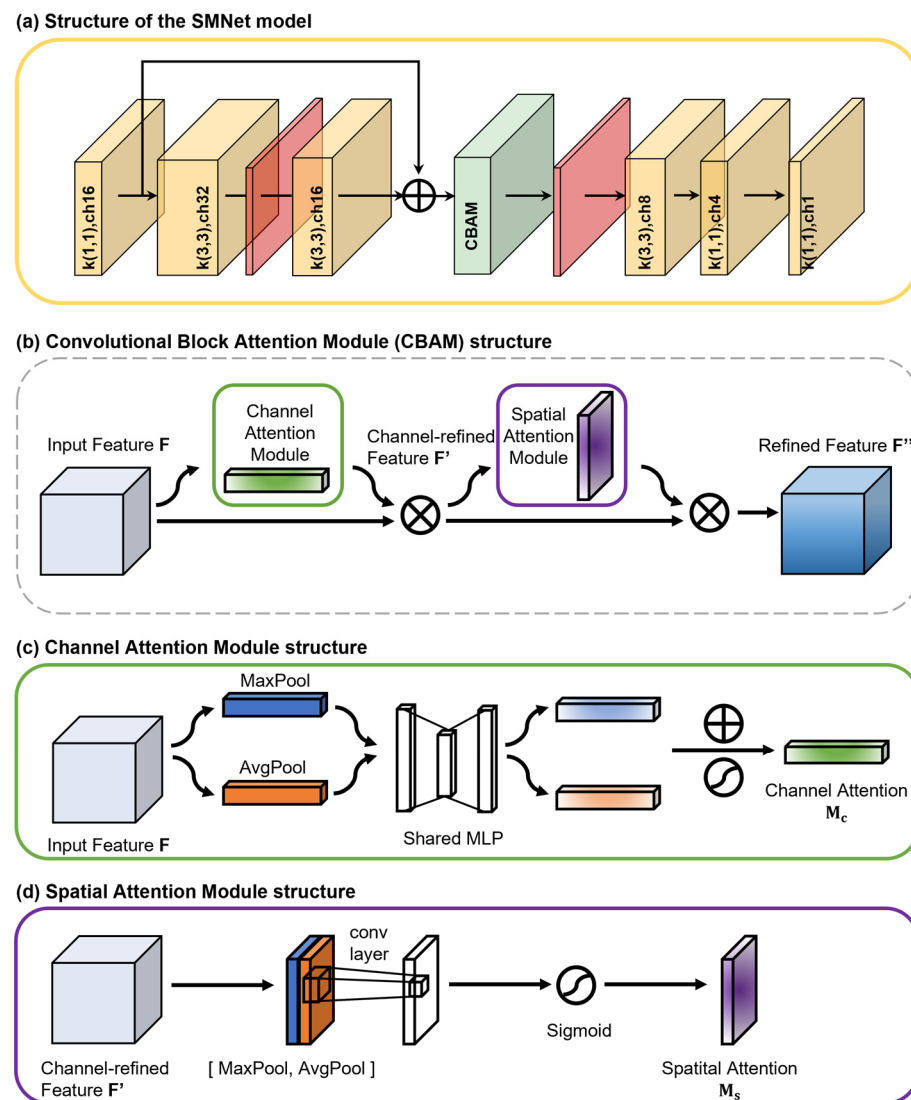 (a) Structure of the SMNet model
k(1,1),ch16
k(3,3),ch32
k(3,3),ch16
CBAM
k(3,3),ch8
k(1,1),ch4
k(1,1),ch1
(b) Convolutional Block Attention Module (CBAM) structure
Input Feature F
Channel
Attention
Module
Channel-refined
Feature F'
Spatial
Attention
Module
Refined Feature F''
(c) Channel Attention Module structure
MaxPool
AvgPool
Input Feature F
Shared MLP
Channel Attention
Mc
(d) Spatial Attention Module structure
conv
layer
Channel-refined
Feature F'
[ MaxPool, AvgPool ]
Sigmoid
Spatital Attention
Ms